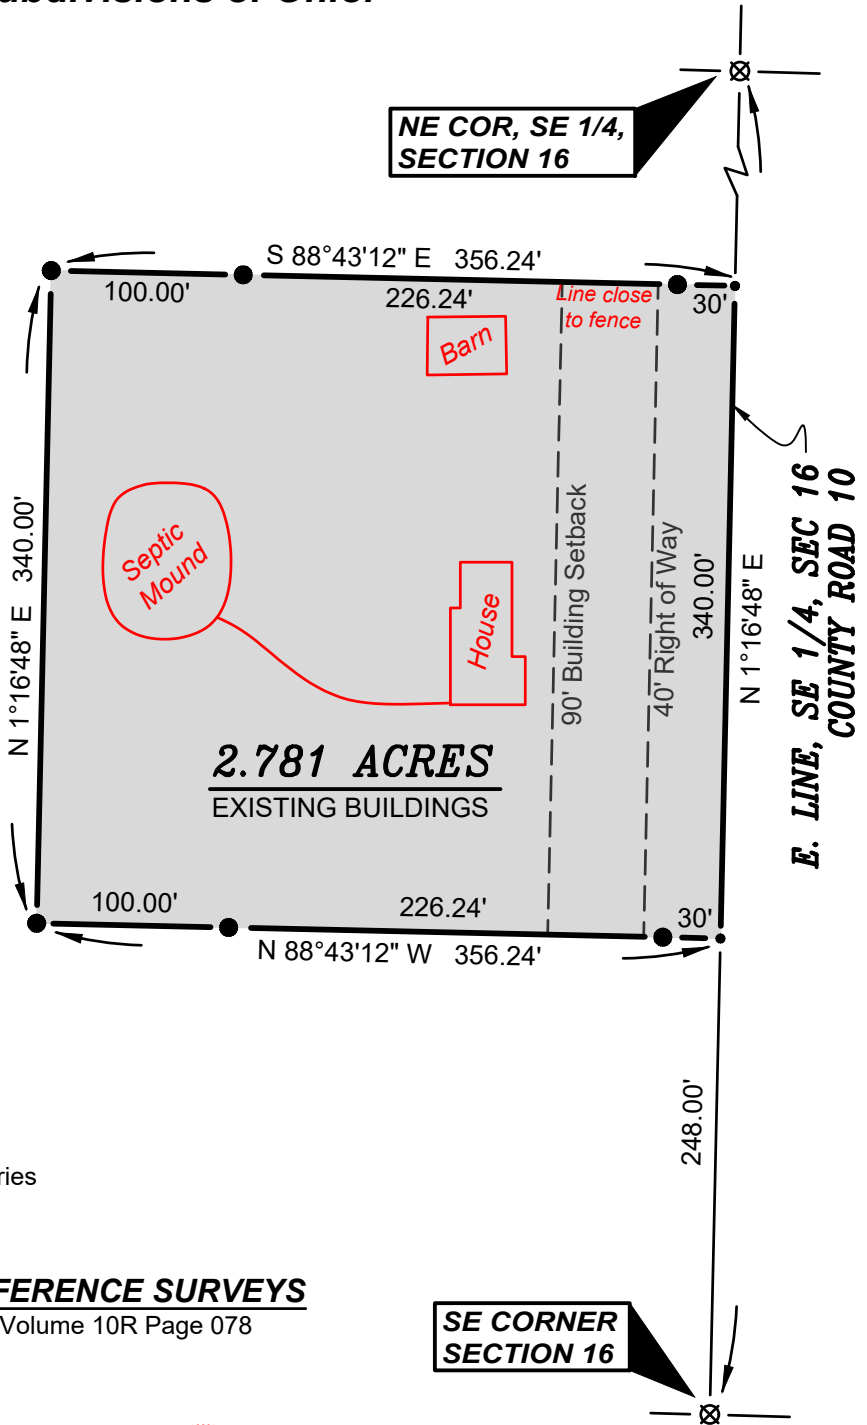 NE COR, SE 1/4,
SECTION 16
S 88°43'12" E 356.24'
100.00'
226.24'
30'
Line close
to fence
Barn
N 1°16'48" E 340.00'
Septic
Mound
House
90' Building Setback
40' Right of Way
340.00'
N 1°16'48" E
E. LINE, SE 1/4, SEC 16
COUNTY ROAD 10
2.781 ACRES
EXISTING BUILDINGS
100.00'
226.24'
30'
N 88°43'12" W 356.24'
248.00'
ries
FERENCE SURVEYS
Volume 10R Page 078
SE CORNER
SECTION 16